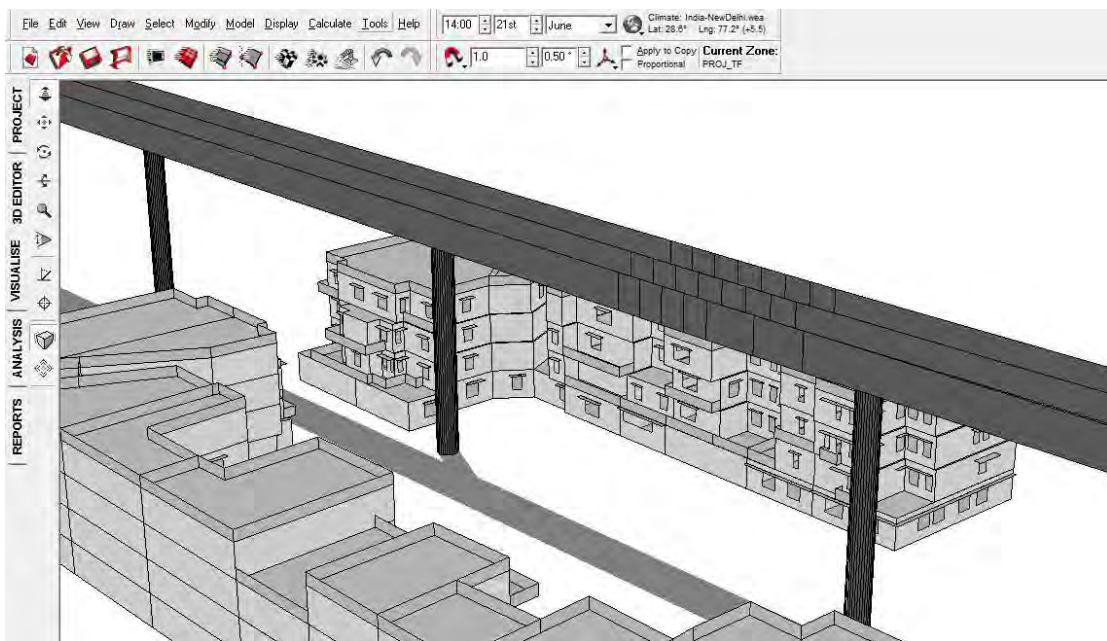 File Edit View Draw Select Modify Model Display Calculate Tools Help
14:00 21st June
Climate: India-NewDelhi.wea
Lat: 28.6° Lng: 77.2° (+5.5)
1.0 0.50 °
Apply to Copy
Proportional
Current Zone:
PROJ_TF
PROJECT
3D EDITOR
VISUALISE
ANALYSIS
REPORTS